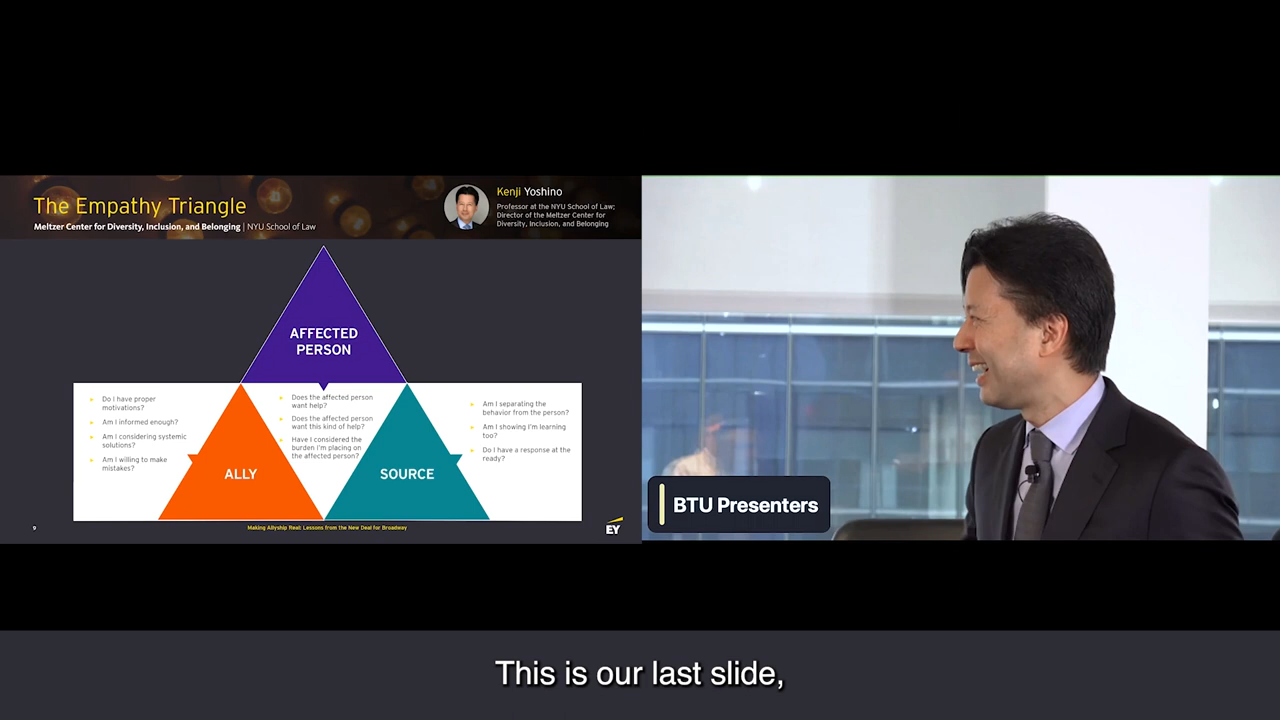 The Empathy Triangle
Meltzer Center for Diversity, Inclusion, and Belonging | NYU School of Law
Kenji Yoshino
Professor at the NYU School of Law;
Director of the Meltzer Center for
Diversity, Inclusion, and Belonging
AFFECTED
PERSON
Do I have proper
motivations?
Am I informed enough?
Am I considering systemic
solutions?
Am I willing to make
mistakes?
ALLY
Does the affected person
want help?
Does the affected person
want this kind of help?
Have I considered the
burden I'm placing on
the affected person?
SOURCE
Am I separating the
behavior from the person?
Am I showing I'm learning
too?
Do I have a response at the
ready?
9
Making Allyship Real: Lessons from the New Deal for Broadway
EY
BTU Presenters
This is our last slide,